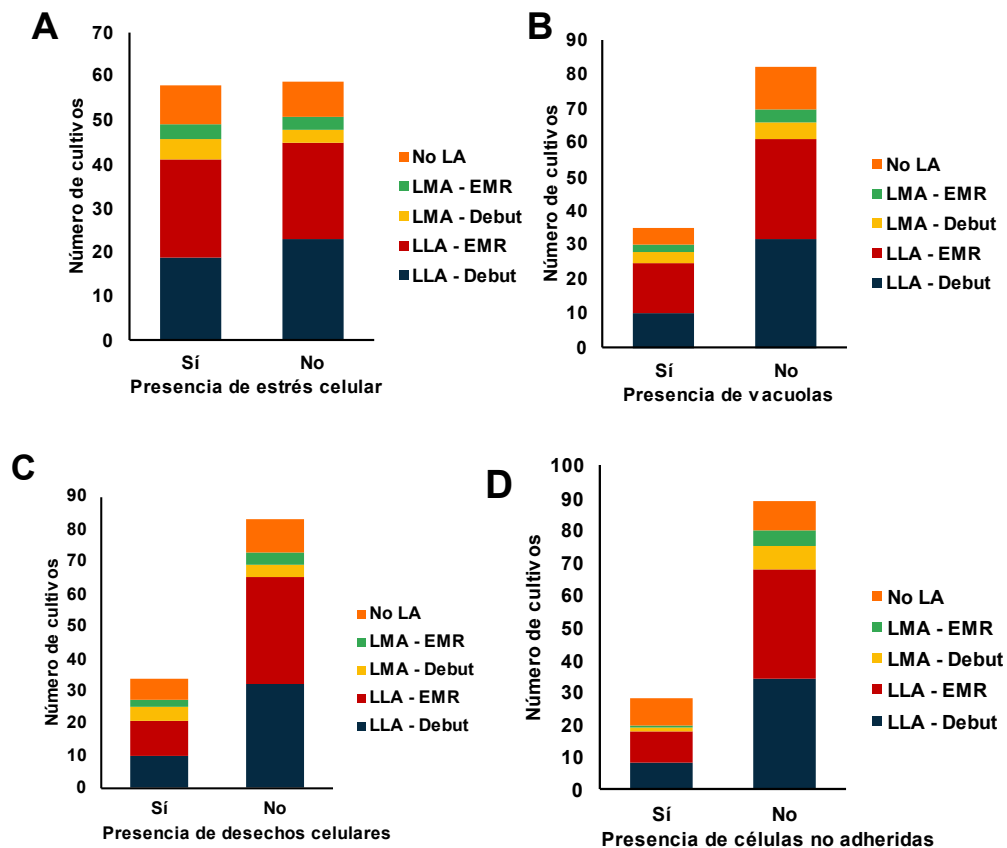 A
Número de cultivos
70
60
50
40
30
20
10
0
Sí
No
Presencia de estrés celular
No LA
LMA - EMR
LMA - Debut
LLA - EMR
LLA - Debut
B
Número de cultivos
90
80
70
60
50
40
30
20
10
0
Sí
No
Presencia de vacuolas
No LA
LMA - EMR
LMA - Debut
LLA - EMR
LLA - Debut
C
Número de cultivos
90
80
70
60
50
40
30
20
10
0
Sí
No
Presencia de desechos celulares
No LA
LMA - EMR
LMA - Debut
LLA - EMR
LLA - Debut
D
Número de cultivos
100
90
80
70
60
50
40
30
20
10
0
Sí
No
Presencia de células no adheridas
No LA
LMA - EMR
LMA - Debut
LLA - EMR
LLA - Debut